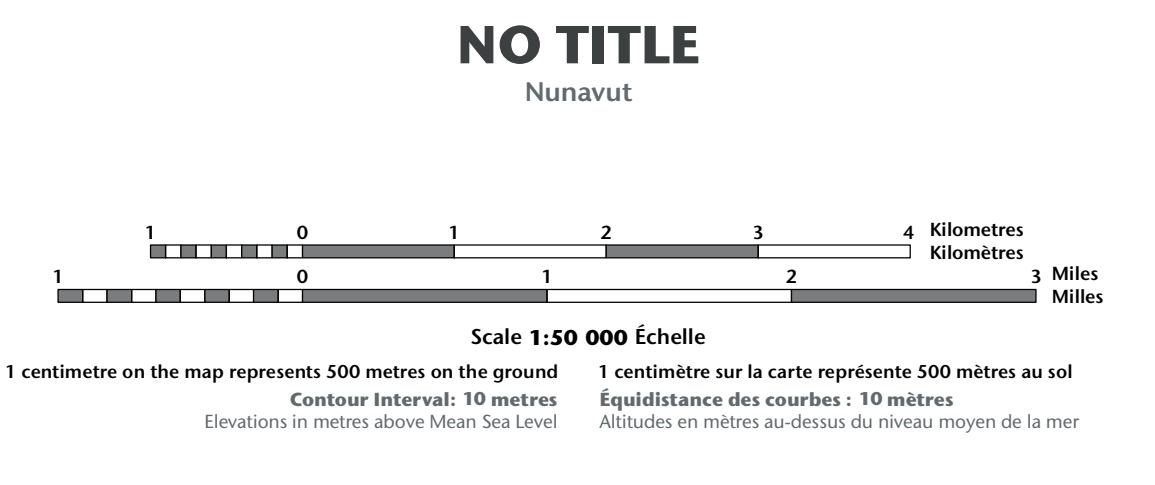 NO TITLE
Nunavut
1 0 1 2 3 4 Kilometres
Kilomètres
1 0 1 2 3 Miles
Milles
Scale 1:50 000 Échelle
1 centimetre on the map represents 500 metres on the ground
Contour Interval: 10 metres
Elevations in metres above Mean Sea Level
1 centimètre sur la carte représente 500 mètres au sol
Équidistance des courbes : 10 mètres
Altitudes en mètres au-dessus du niveau moyen de la mer